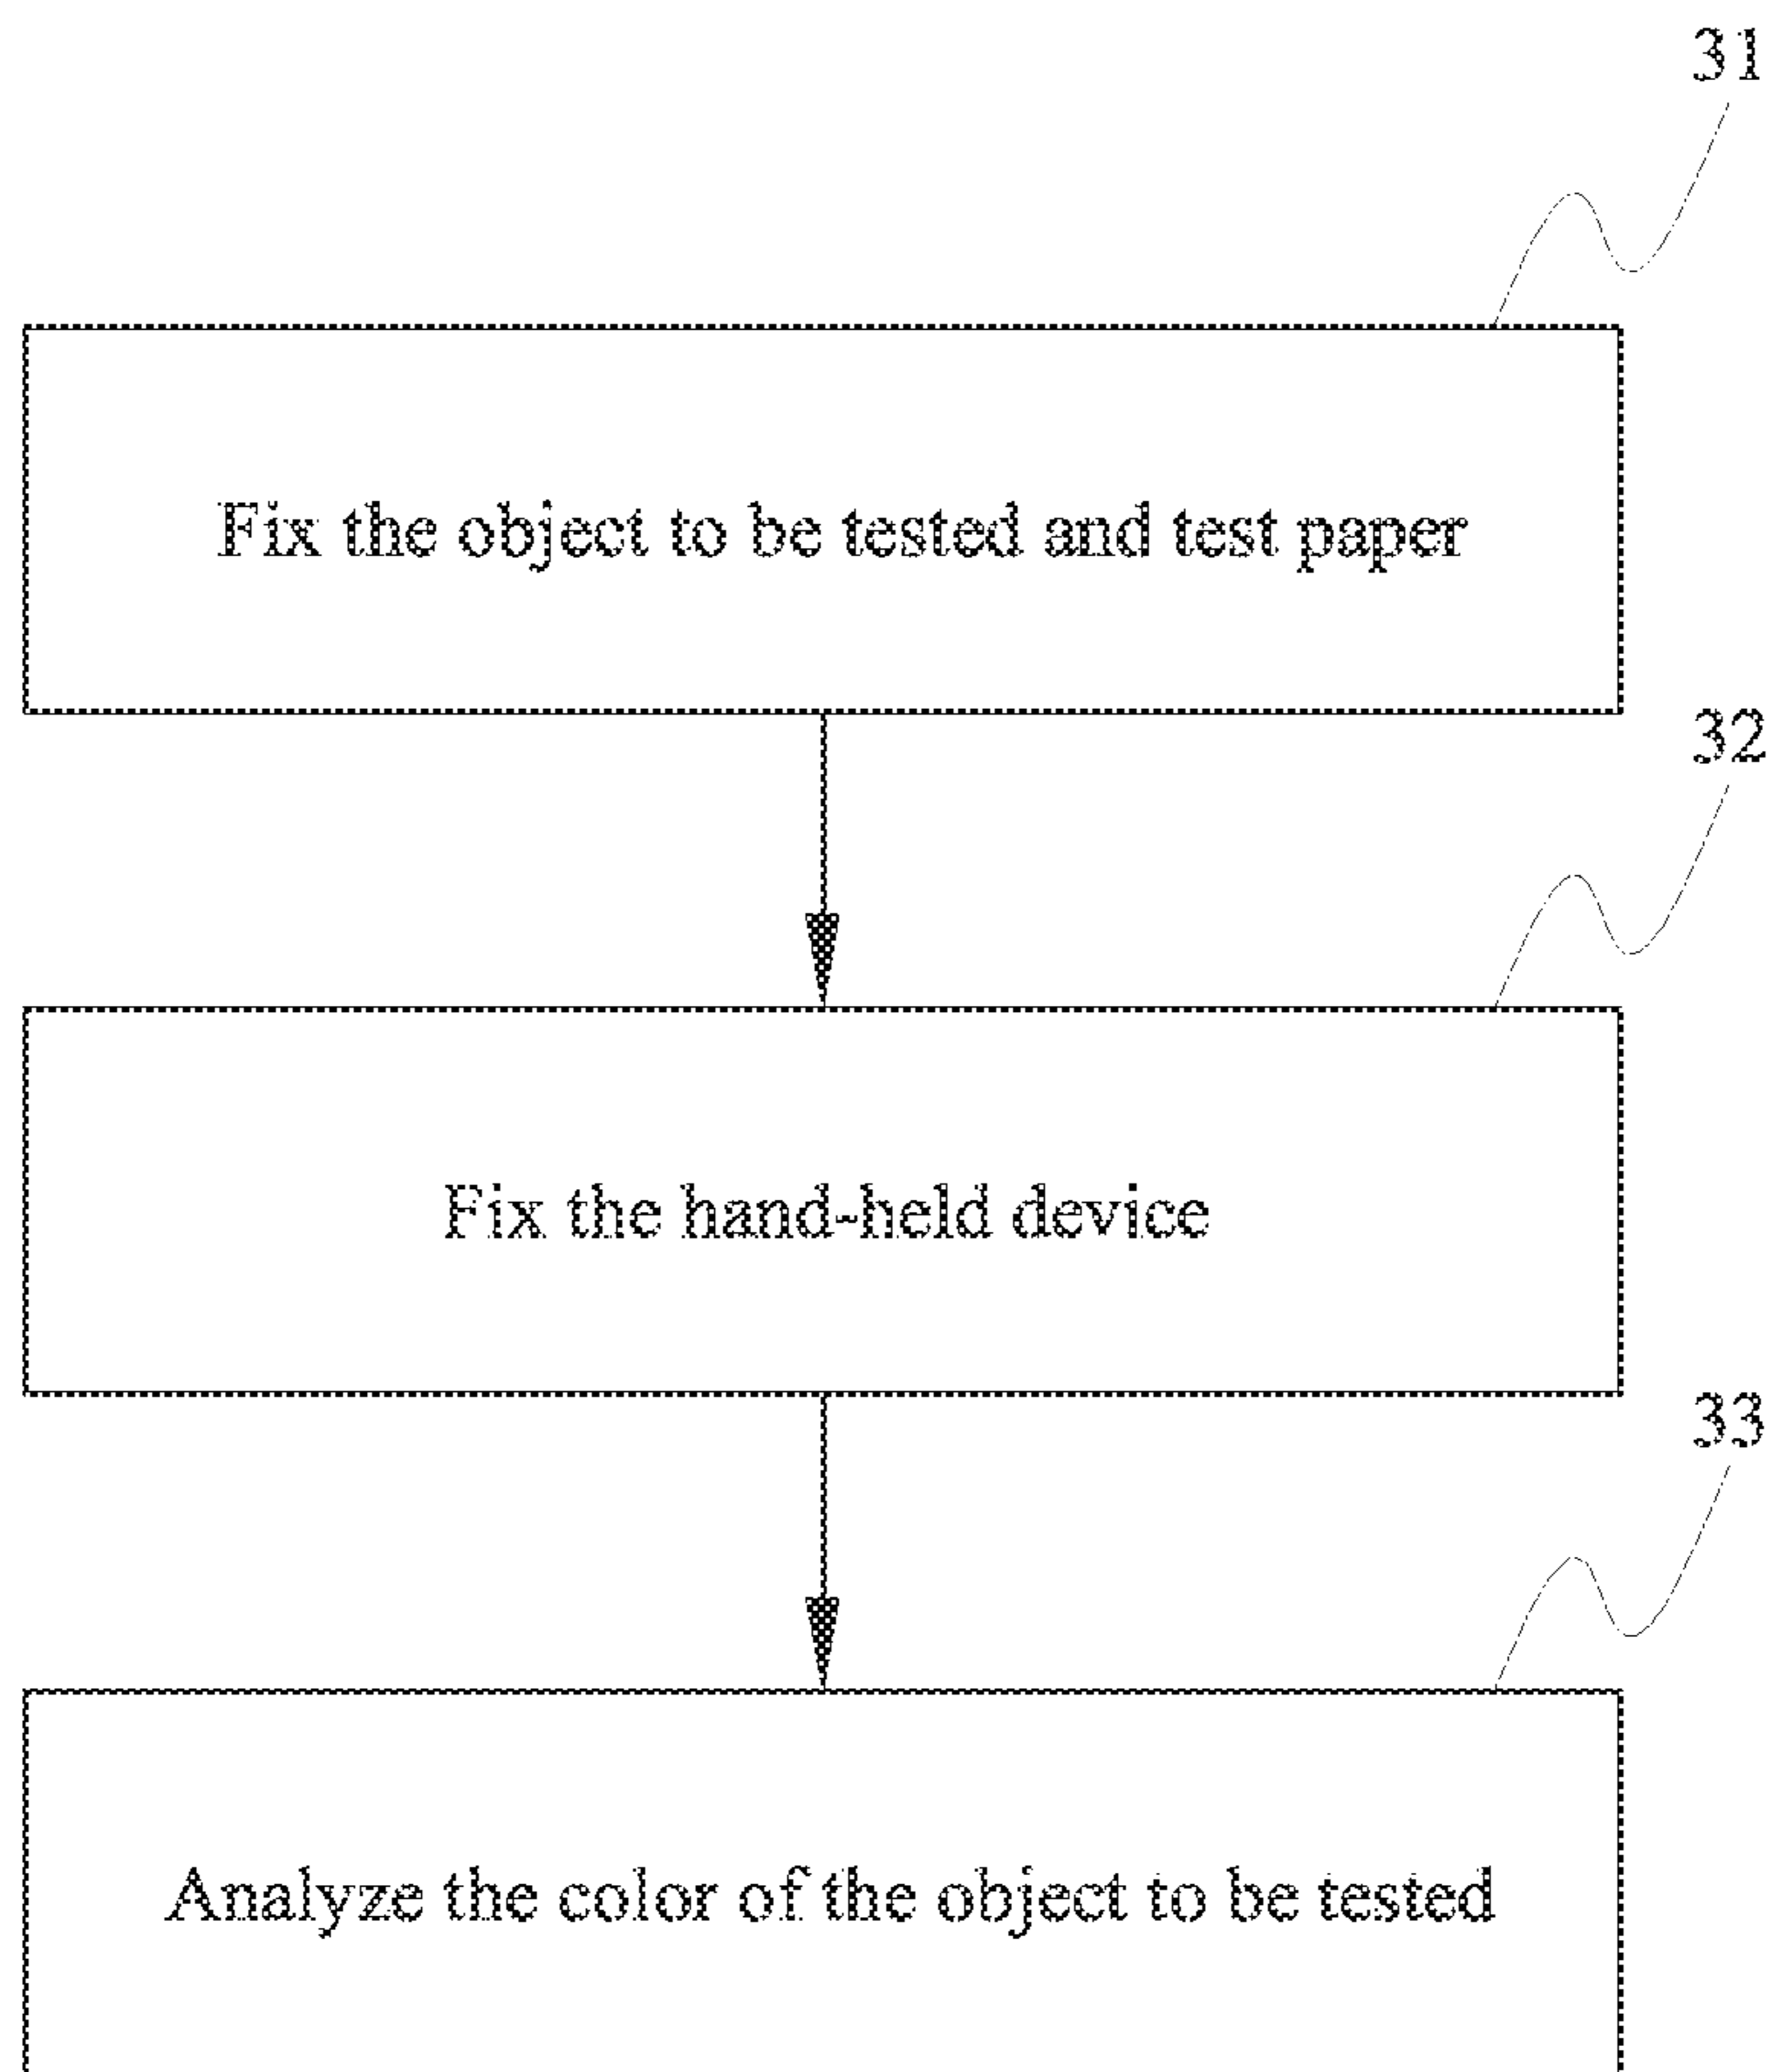 31
Fix the object to be tested and test paper
32
Fix the hand-held device
33
Analyze the color of the object to be tested